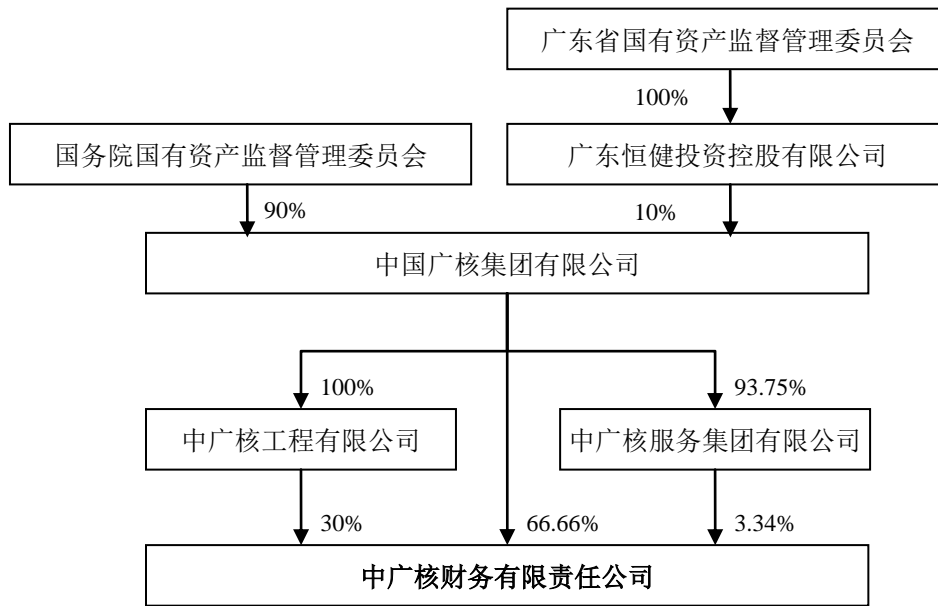 广东省国有资产监督管理委员会
100%
国务院国有资产监督管理委员会
广东恒健投资控股有限公司
90%
10%
中国广核集团有限公司
100%
93.75%
中广核工程有限公司
中广核服务集团有限公司
30%
66.66%
3.34%
中广核财务有限责任公司